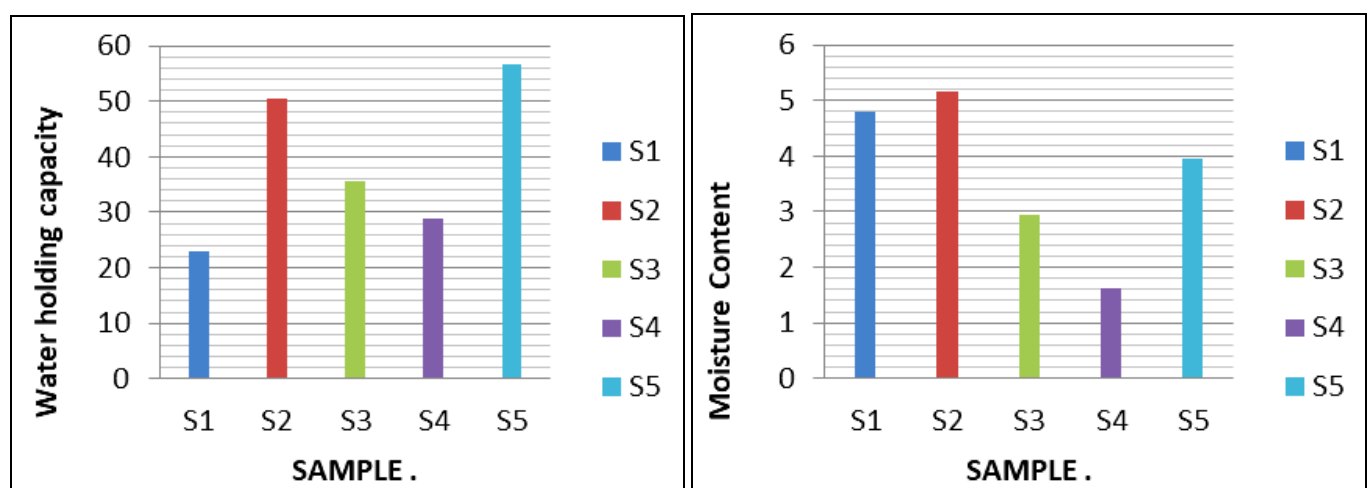 Water holding capacity
60
50
40
30
20
10
0
S1 S2 S3 S4 S5
SAMPLE .
S1
S2
S3
S4
S5
Moisture Content
6
5
4
3
2
1
0
S1 S2 S3 S4 S5
SAMPLE .
S1
S2
S3
S4
S5